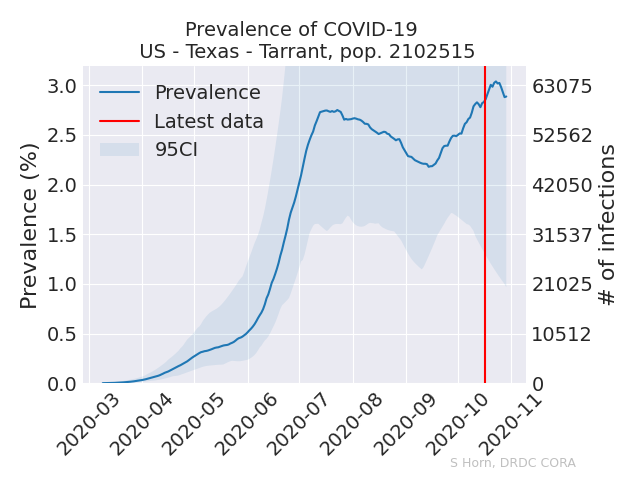 Prevalence of COVID-19
US - Texas - Tarrant, pop. 2102515
Prevalence
Latest data
95CI
Prevalence (%)
3.0
2.5
2.0
1.5
1.0
0.5
0.0
63075
52562
42050
31537
21025
10512
0
# of infections
2020-03
2020-04
2020-05
2020-06
2020-07
2020-08
2020-09
2020-10
2020-11
S Horn, DRDC CORA